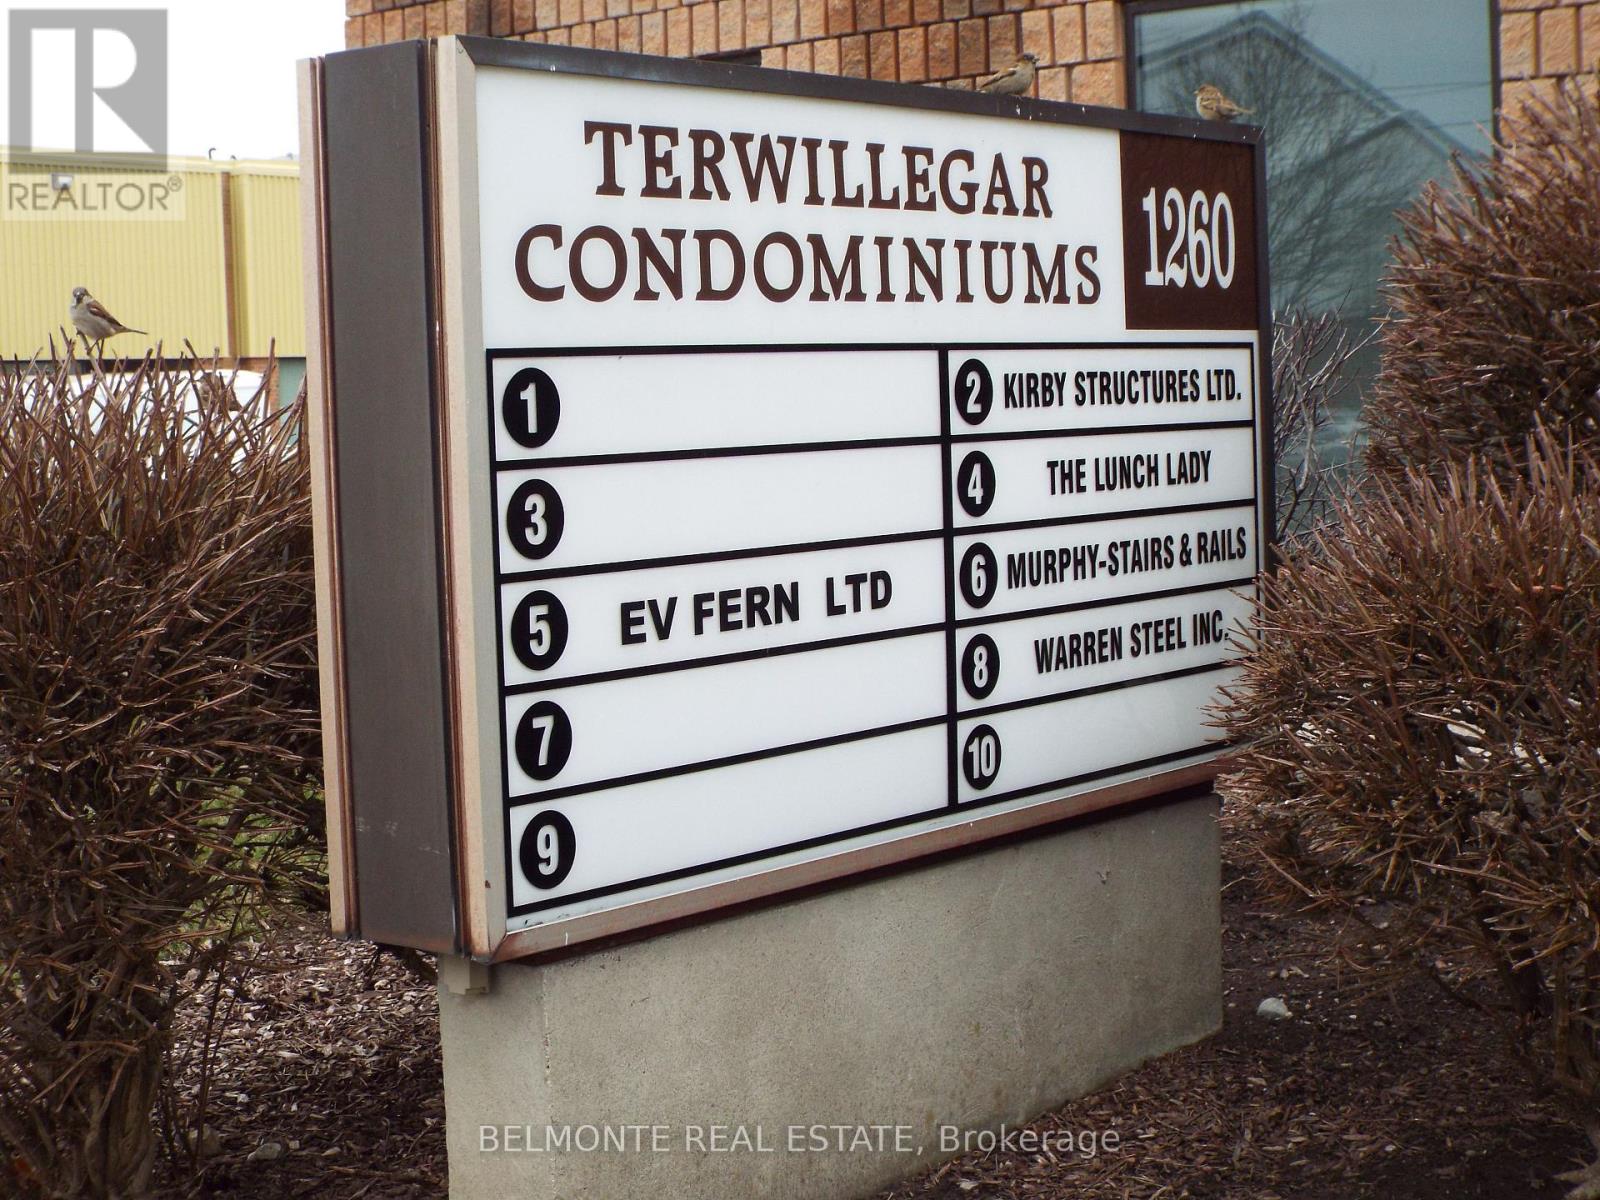 R
REALTOR®
TERWILLEGAR
CONDOMINIUMS
1260
1
2 KIRBY STRUCTURES LTD.
3
4 THE LUNCH LADY
5 EV FERN LTD
6 MURPHY-STAIRS & RAILS
7
8 WARREN STEEL INC.
9
10
BELMONTE REAL ESTATE, Brokerage